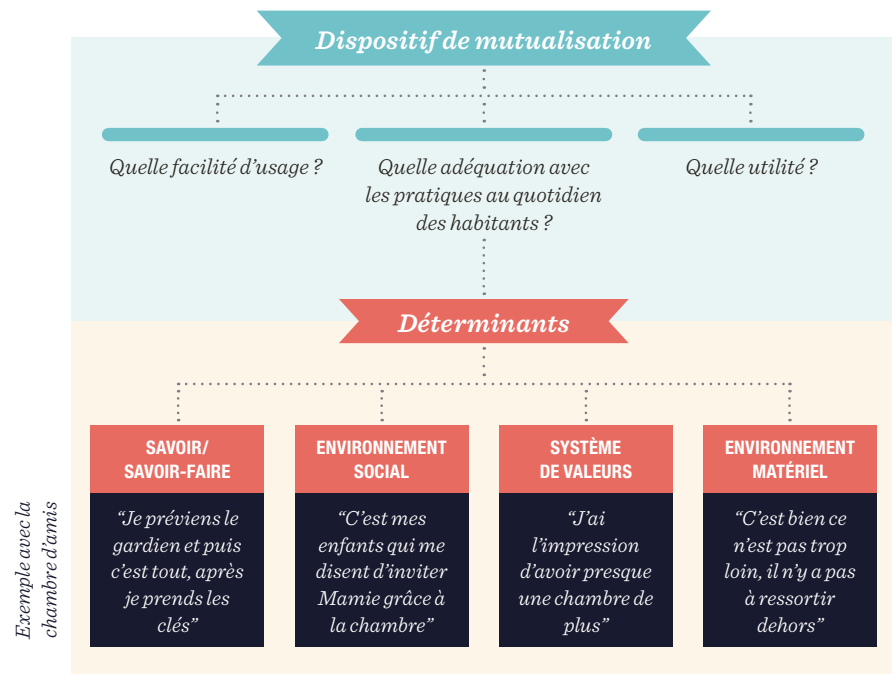 Dispositif de mutualisation
Quelle facilité d’usage ?
Quelle adéquation avec
les pratiques au quotidien
des habitants ?
Quelle utilité ?
Déterminants
SAVOIR/
SAVOIR-FAIRE
ENVIRONNEMENT
SOCIAL
SYSTÈME
DE VALEURS
ENVIRONNEMENT
MATÉRIEL
Exemple avec la
chambre d’amis
“Je préviens le
gardien et puis
c’est tout, après
je prends les
clés”
“C’est mes
enfants qui me
disent d’inviter
Mamie grâce à
la chambre”
“J’ai
l’impression
d’avoir presque
une chambre de
plus”
“C’est bien ce
n’est pas trop
loin, il n’y a pas
à ressortir
dehors”